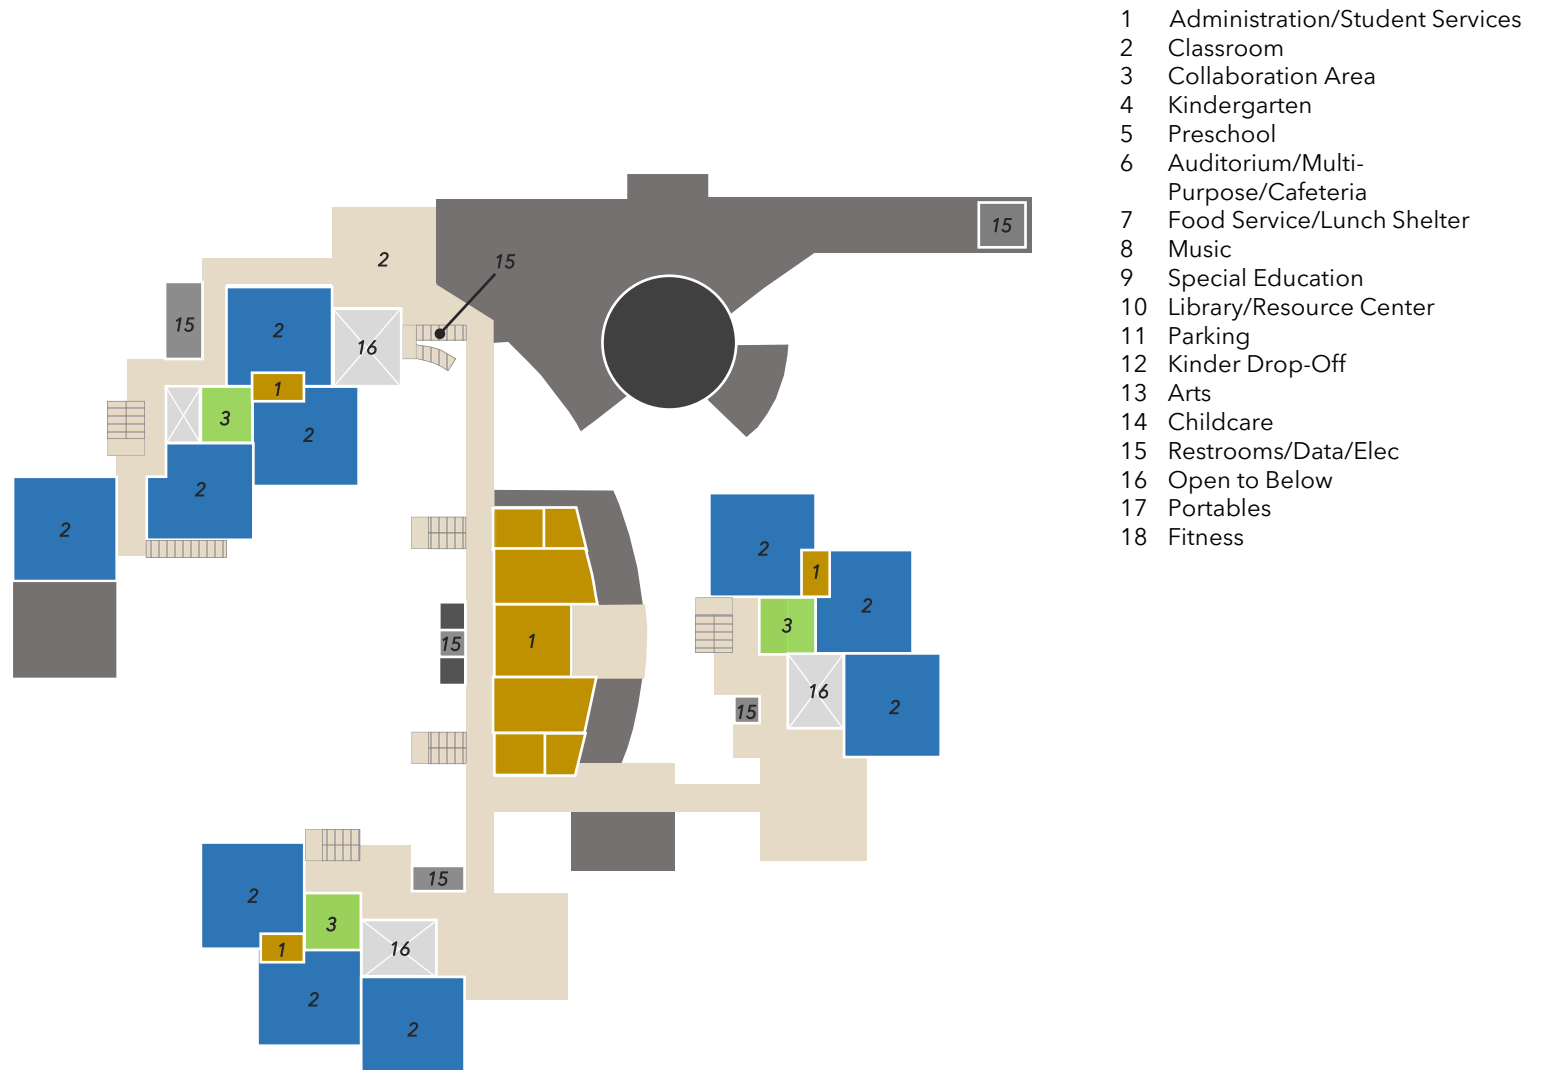 1 Administration/Student Services
2 Classroom
3 Collaboration Area
4 Kindergarten
5 Preschool
6 Auditorium/Multi-
Purpose/Cafeteria
7 Food Service/Lunch Shelter
8 Music
9 Special Education
10 Library/Resource Center
11 Parking
12 Kinder Drop-Off
13 Arts
14 Childcare
15 Restrooms/Data/Elec
16 Open to Below
17 Portables
18 Fitness
15
2
15
15
2
16
1
3
2
2
2
2
1
2
3
1
15
16
2
15
15
2
3
1
16
2
2